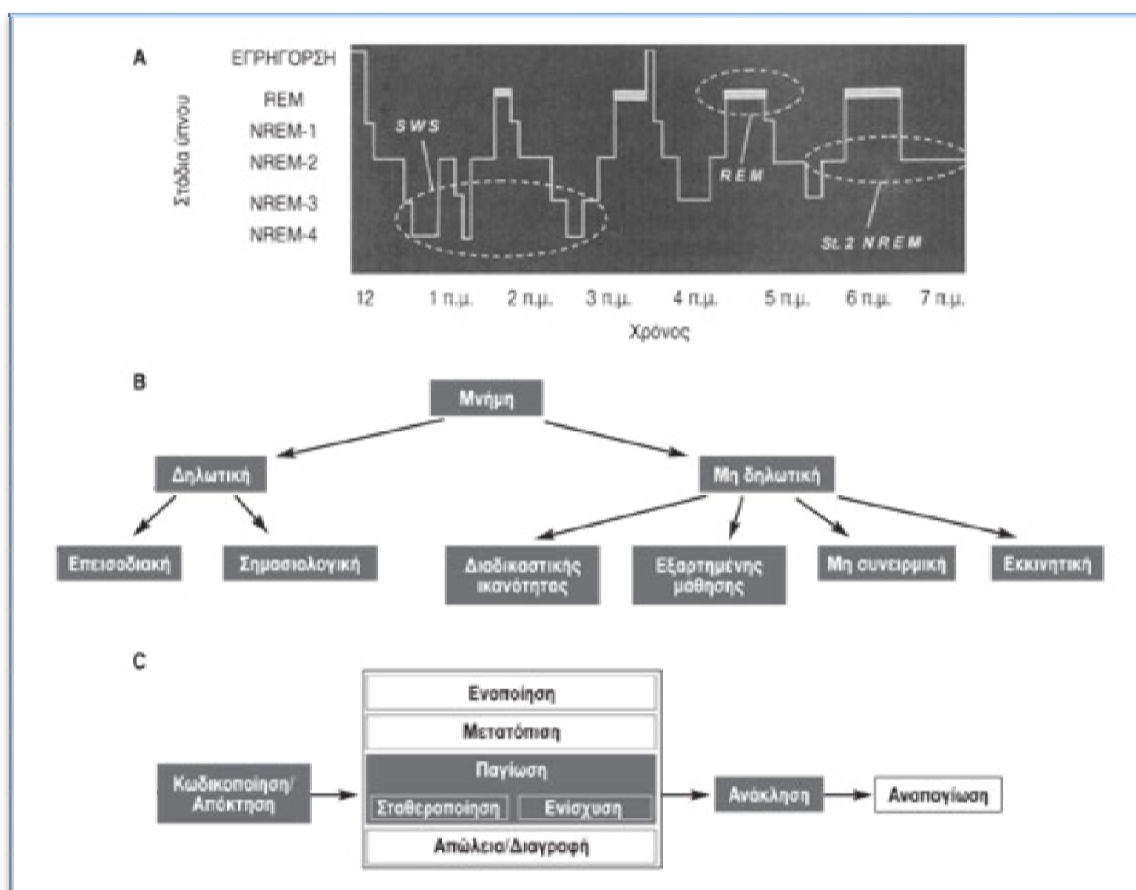 A
Στάδια ύπνου
ΕΓΡΗΓΟΡΣΗ
REM
NREM-1
NREM-2
NREM-3
NREM-4
SWS
REM
St. 2 NREM
12 1 π.μ. 2 π.μ. 3 π.μ. 4 π.μ. 5 π.μ. 6 π.μ. 7 π.μ.
Χρόνος
B
Μνήμη
Δηλωτική
Μη δηλωτική
Επεισοδιακή
Σημασιολογική
Διαδικαστικής
ικανότητας
Εξαρτημένης
μάθησης
Μη συνειρμική
Εκκινητική
C
Κωδικοποίηση/
Απόκτηση
Ενοποίηση
Μετατόπιση
Παγίωση
Σταθεροποίηση
Ενίσχυση
Απώλεια/Διαγραφή
Ανάκληση
Αναπαγίωση